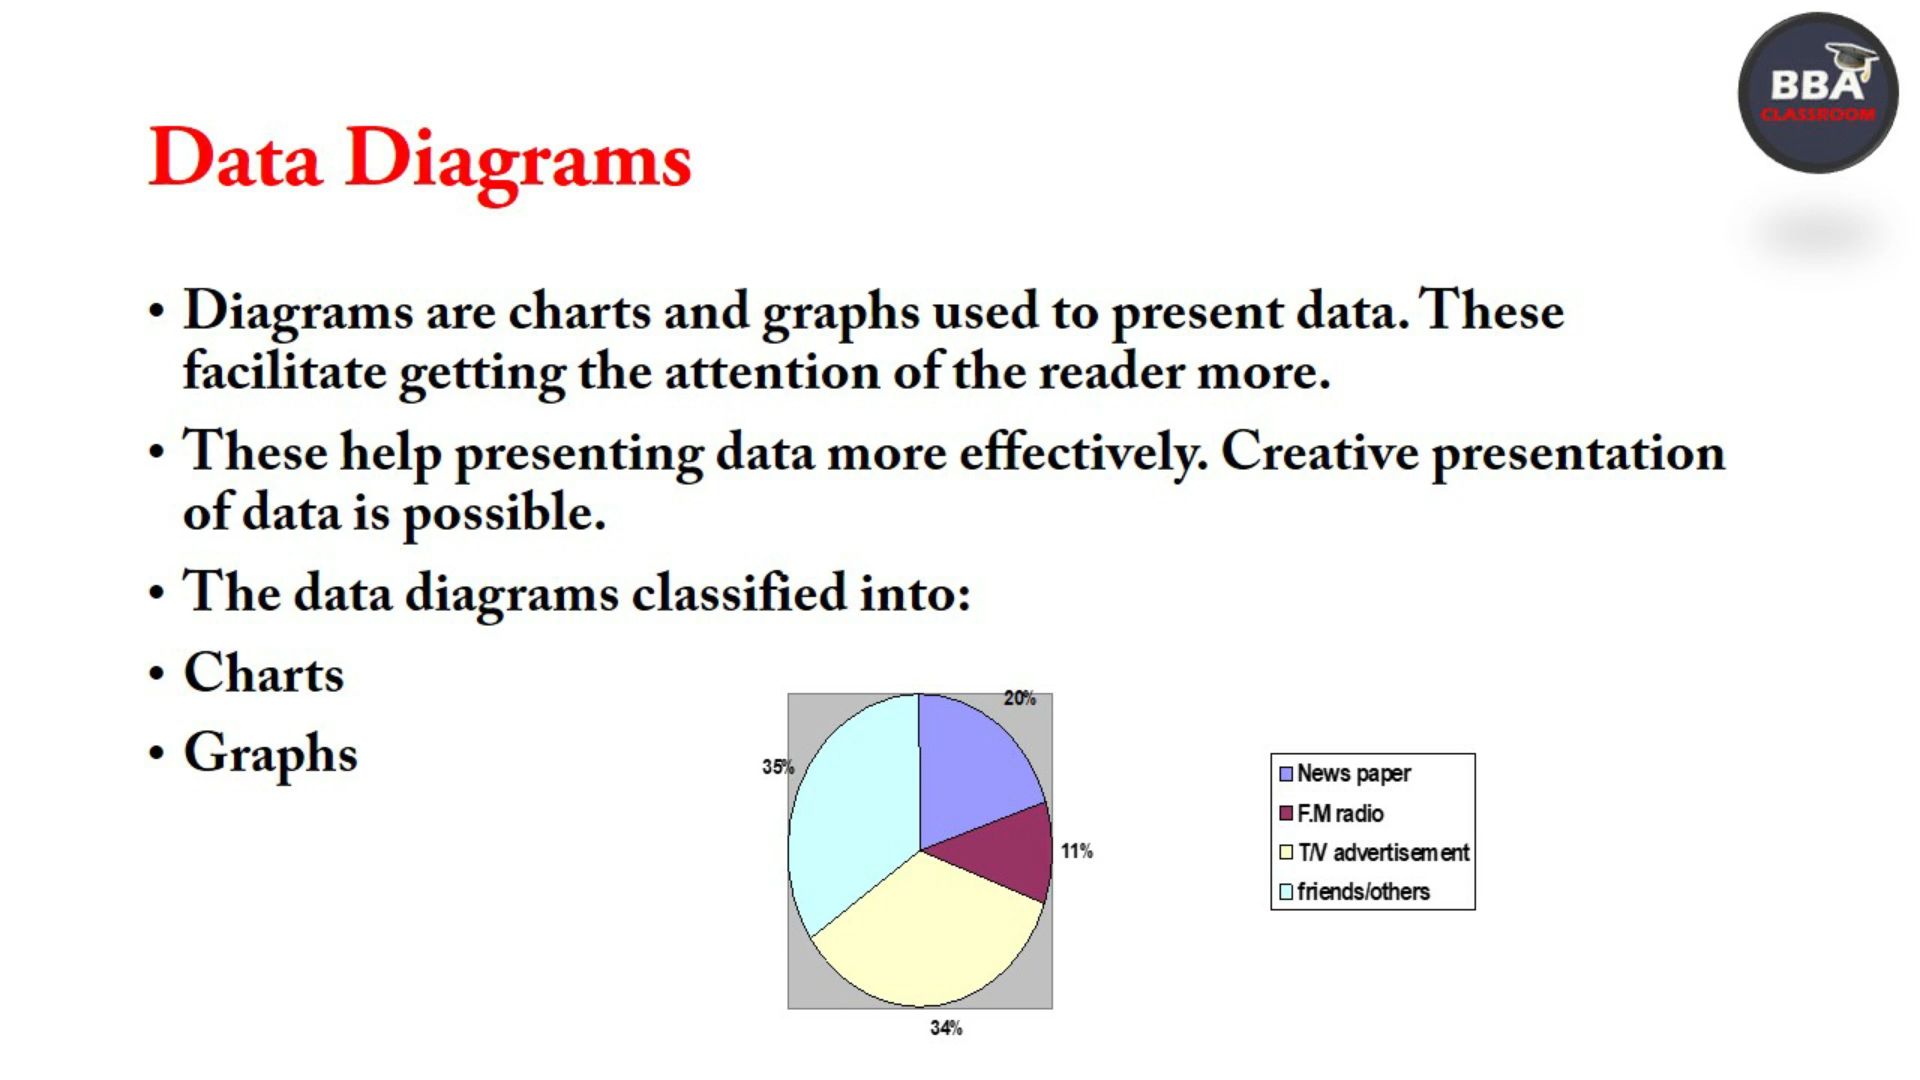 BBA
CLASSROOM
Data Diagrams
• Diagrams are charts and graphs used to present data. These
facilitate getting the attention of the reader more.
• These help presenting data more effectively. Creative presentation
of data is possible.
• The data diagrams classified into:
• Charts
• Graphs
20%
35%
11%
34%
News paper
F.M radio
T/V advertisement
friends/others